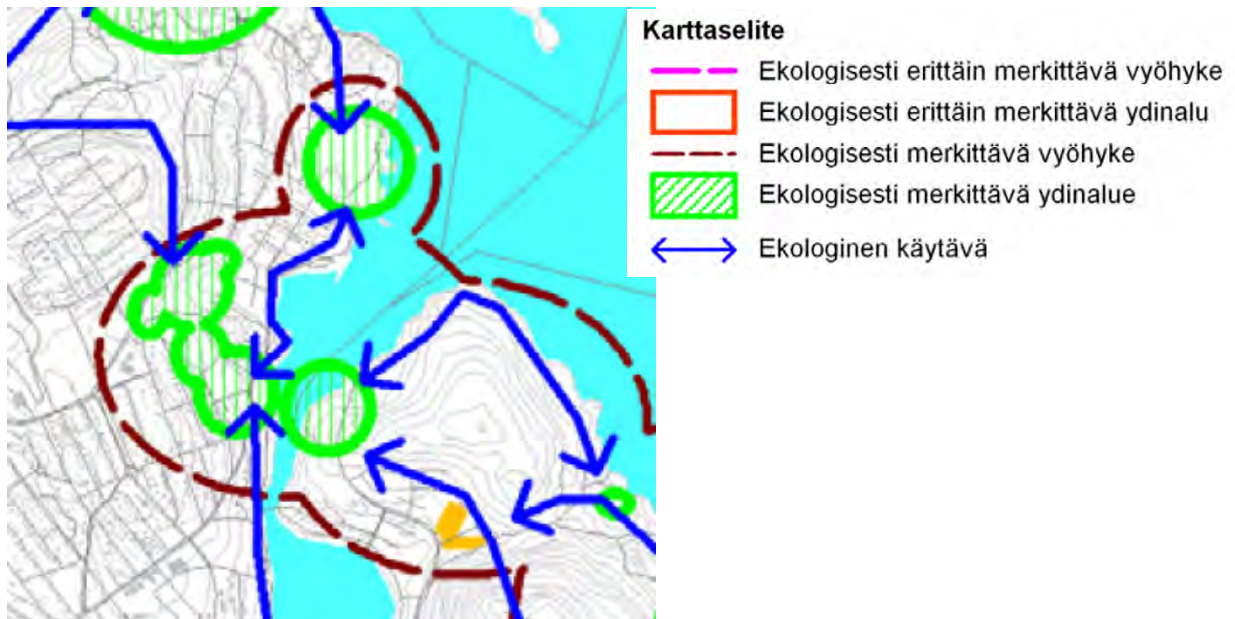 Karttaselite
Ekologisesti erittäin merkittävä vyöhyke
Ekologisesti erittäin merkittävä ydinalu
Ekologisesti merkittävä vyöhyke
Ekologisesti merkittävä ydinalue
Ekologinen käytävä